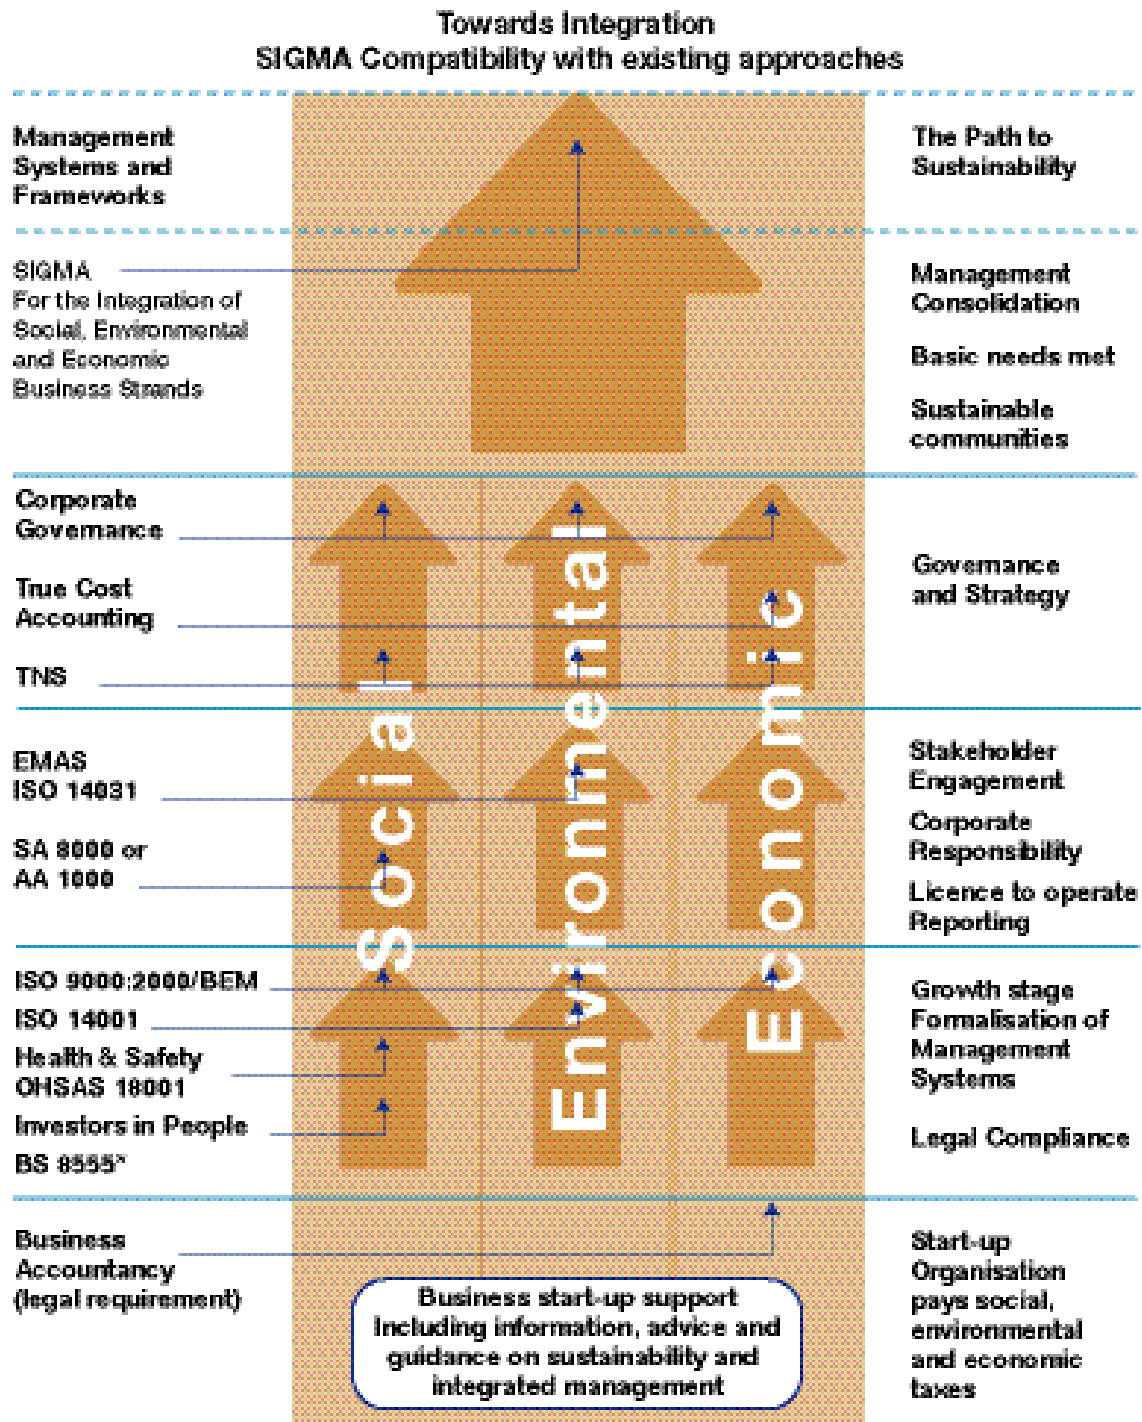 Towards Integration
SIGMA Compatibility with existing approaches
Management
Systems and
Frameworks
The Path to
Sustainability
SIGMA
For the Integration of
Social, Environmental
and Economic
Business Strands
Management
Consolidation
Basic needs met
Sustainable
communities
Corporate
Governance
True Cost
Accounting
TNS
Governance
and Strategy
EMAS
ISO 14031
SA 8000 or
AA 1000
Stakeholder
Engagement
Corporate
Responsibility
Licence to operate
Reporting
Social
Environmental
Economic
ISO 9000:2000/BEM
ISO 14001
Health & Safety
OHSAS 18001
Investors in People
BS 8555*
Growth stage
Formalisation of
Management
Systems
Legal Compliance
Business
Accountancy
(legal requirement)
Business start-up support
Including information, advice and
guidance on sustainability and
integrated management
Start-up
Organisation
pays social,
environmental
and economic
taxes